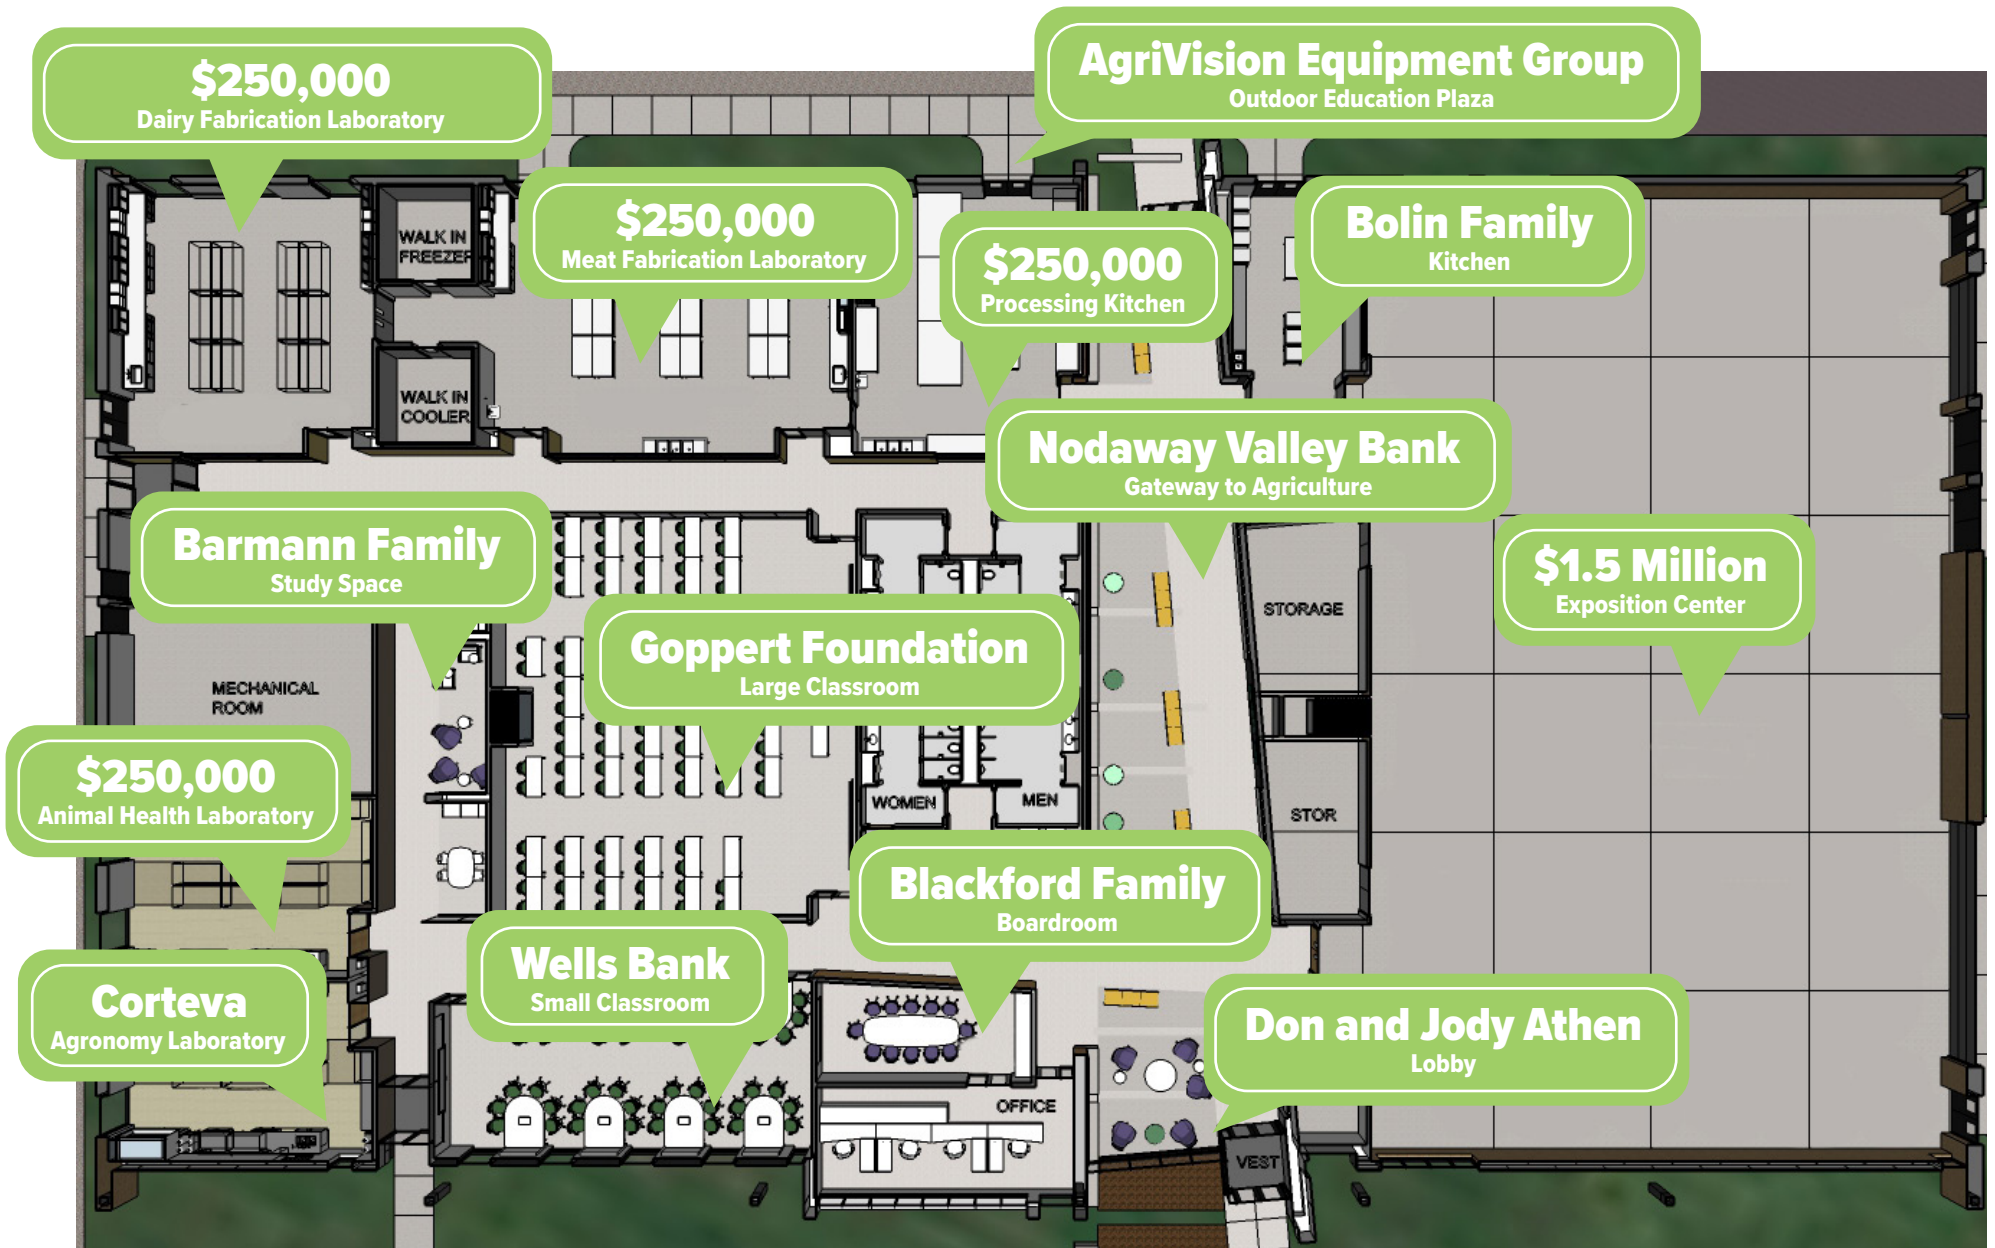 $250,000
Dairy Fabrication Laboratory
AgriVision Equipment Group
Outdoor Education Plaza
WALK IN
FREEZER
$250,000
Meat Fabrication Laboratory
$250,000
Processing Kitchen
Bolin Family
Kitchen
WALK IN
COOLER
Nodaway Valley Bank
Gateway to Agriculture
Barmann Family
Study Space
$1.5 Million
Exposition Center
STORAGE
Goppert Foundation
Large Classroom
MECHANICAL
ROOM
$250,000
Animal Health Laboratory
WOMEN
MEN
STOR
Blackford Family
Boardroom
Wells Bank
Small Classroom
Corteva
Agronomy Laboratory
Don and Jody Athen
Lobby
OFFICE
VEST